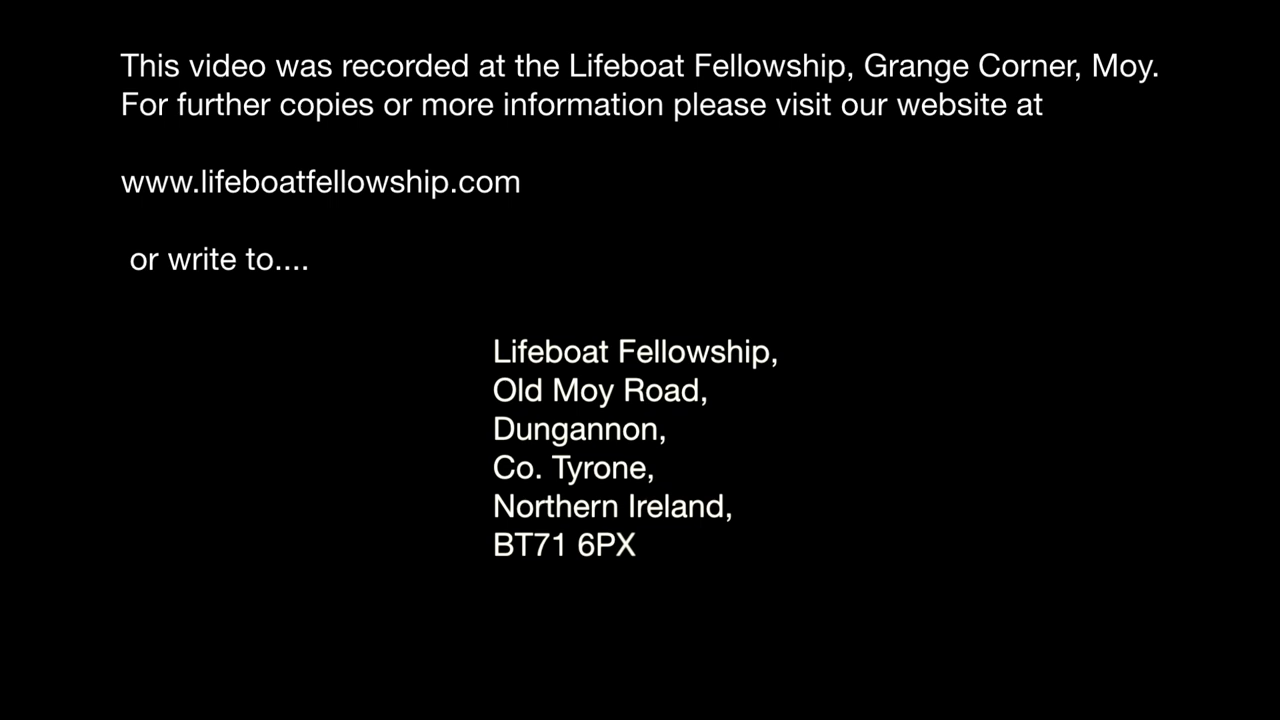 This video was recorded at the Lifeboat Fellowship, Grange Corner, Moy.
For further copies or more information please visit our website at
www.lifeboatfellowship.com
or write to....
Lifeboat Fellowship,
Old Moy Road,
Dungannon,
Co. Tyrone,
Northern Ireland,
BT71 6PX